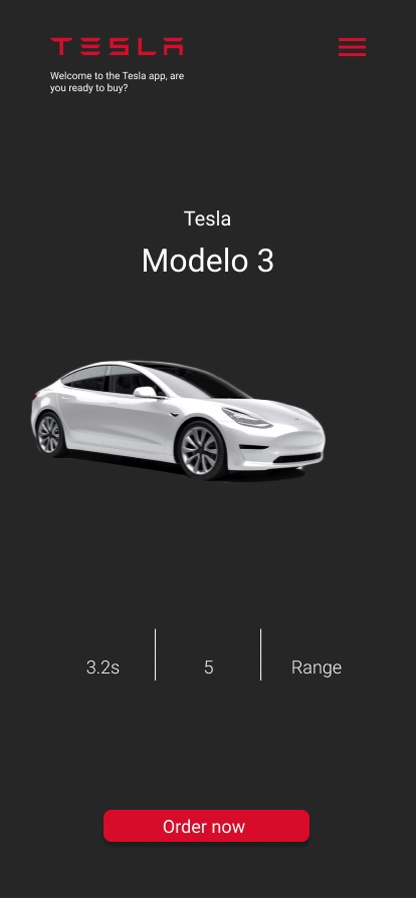 TESLA
Welcome to the Tesla app, are
you ready to buy?
Tesla
Modelo 3
3.2s
5
Range
Order now